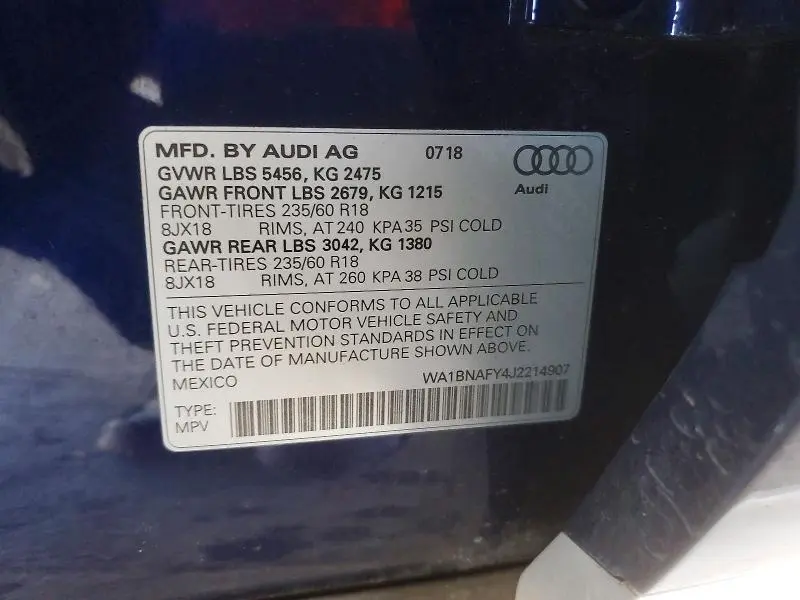 MFD. BY AUDI AG 07 18
GVWR LBS 5456, KG 2475
GAWR FRONT LBS 2679, KG 1215
FRONT-TIRES 235/60 R18
8JX18 RIMS, AT 240 KPA 35 PSI COLD
GAWR REAR LBS 3042, KG 1380
REAR-TIRES 235/60 R18
8JX18 RIMS, AT 260 KPA 38 PSI COLD
Audi
THIS VEHICLE CONFORMS TO ALL APPLICABLE
U.S. FEDERAL MOTOR VEHICLE SAFETY AND
THEFT PREVENTION STANDARDS IN EFFECT ON
THE DATE OF MANUFACTURE SHOWN ABOVE.
MEXICO WA1BNAFY4J2214907
TYPE:
MPV